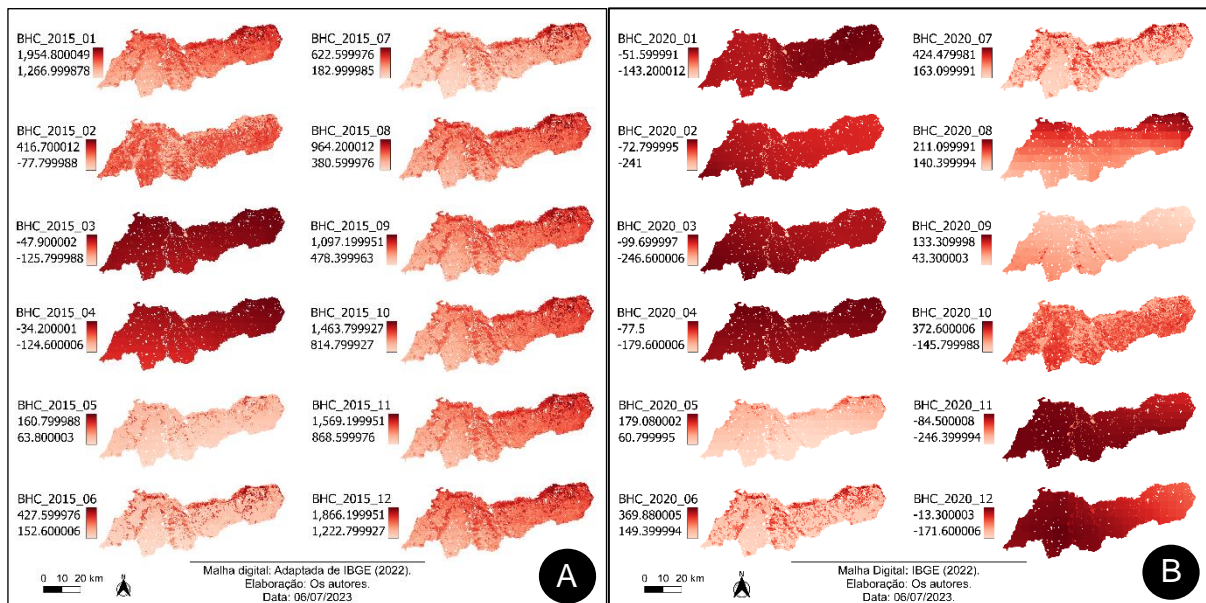 BHC_2015_01
1,954.800049
1,266.999878
BHC_2015_02
416.700012
-77.799988
BHC_2015_03
-47.900002
-125.799988
BHC_2015_04
-34.200001
-124.600006
BHC_2015_05
160.799988
63.800003
BHC_2015_06
427.599976
152.600006
BHC_2015_07
622.599976
182.999985
BHC_2015_08
964.200012
380.599976
BHC_2015_09
1,097.199951
478.399963
BHC_2015_10
1,463.799927
814.799927
BHC_2015_11
1,569.199951
868.599976
BHC_2015_12
1,866.199951
1,222.799927
0 10 20 km
N
Malha digital: Adaptada de IBGE (2022).
Elaboração: Os autores.
Data: 06/07/2023
A
BHC_2020_01
-51.599991
-143.200012
BHC_2020_02
-72.799995
-241
BHC_2020_03
-99.699997
-246.600006
BHC_2020_04
-77.5
-179.600006
BHC_2020_05
179.080002
60.799995
BHC_2020_06
369.880005
149.399994
BHC_2020_07
424.479981
163.099991
BHC_2020_08
211.099991
140.399994
BHC_2020_09
133.309998
43.300003
BHC_2020_10
372.600006
-145.799988
BHC_2020_11
-84.500008
-246.399994
BHC_2020_12
-13.300003
-171.600006
0 10 20 km
N
Malha Digital: IBGE (2022).
Elaboração: Os autores.
Data: 06/07/2023.
B